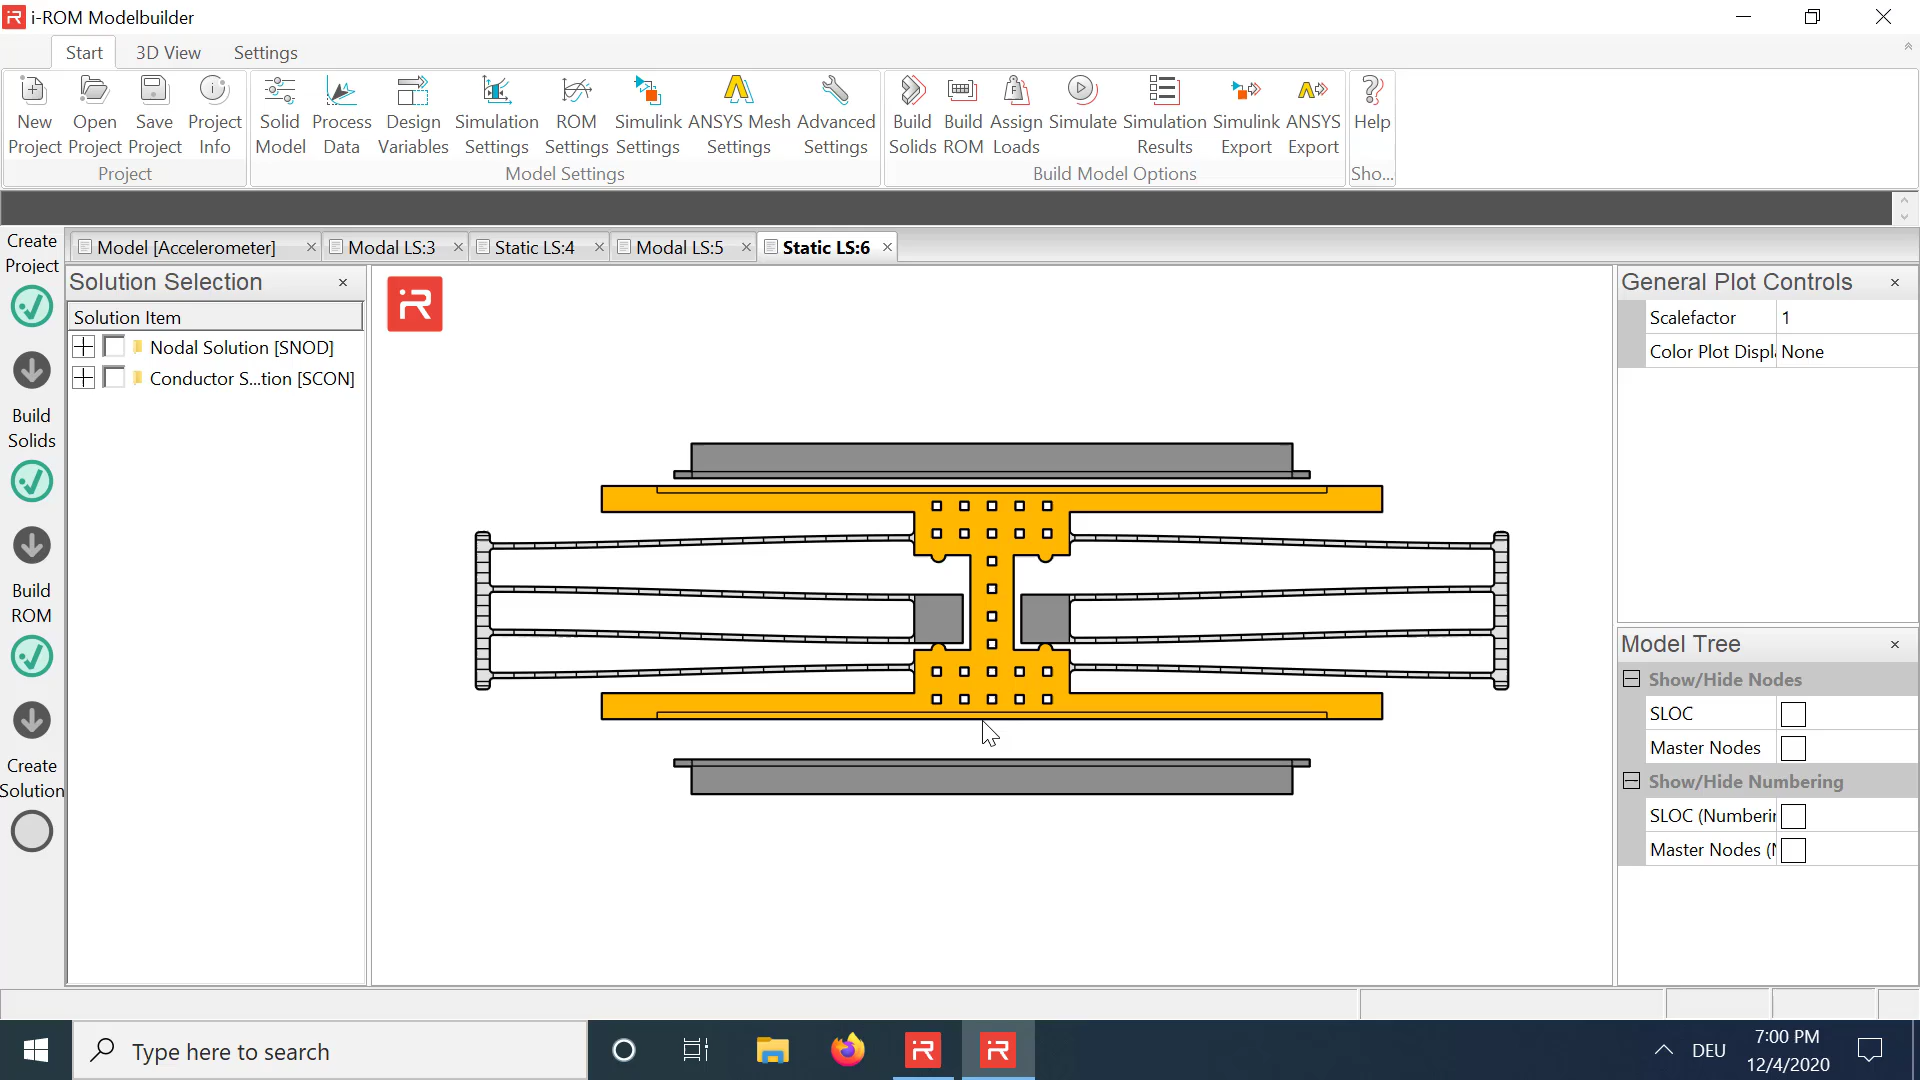 i-ROM Modelbuilder
Start 3D View Settings
New Project
Open Project
Save Project
Project Info
Project
Solid Model
Process Data
Design Variables
Simulation Settings
ROM Settings
Simulink Settings
ANSYS Mesh Settings
Advanced Settings
Model Settings
Build Solids
Build ROM
Assign Loads
Simulate
Simulation Results
Simulink Export
ANSYS Export
Build Model Options
Help
Sho...
Create Project
Build Solids
Build ROM
Create Solution
Model [Accelerometer]
Modal LS:3
Static LS:4
Modal LS:5
Static LS:6
Solution Selection
Solution Item
Nodal Solution [SNOD]
Conductor S...tion [SCON]
General Plot Controls
Scalefactor 1
Color Plot Displ None
Model Tree
Show/Hide Nodes
SLOC
Master Nodes
Show/Hide Numbering
SLOC (Numberin
Master Nodes (N
Type here to search
DEU
7:00 PM
12/4/2020